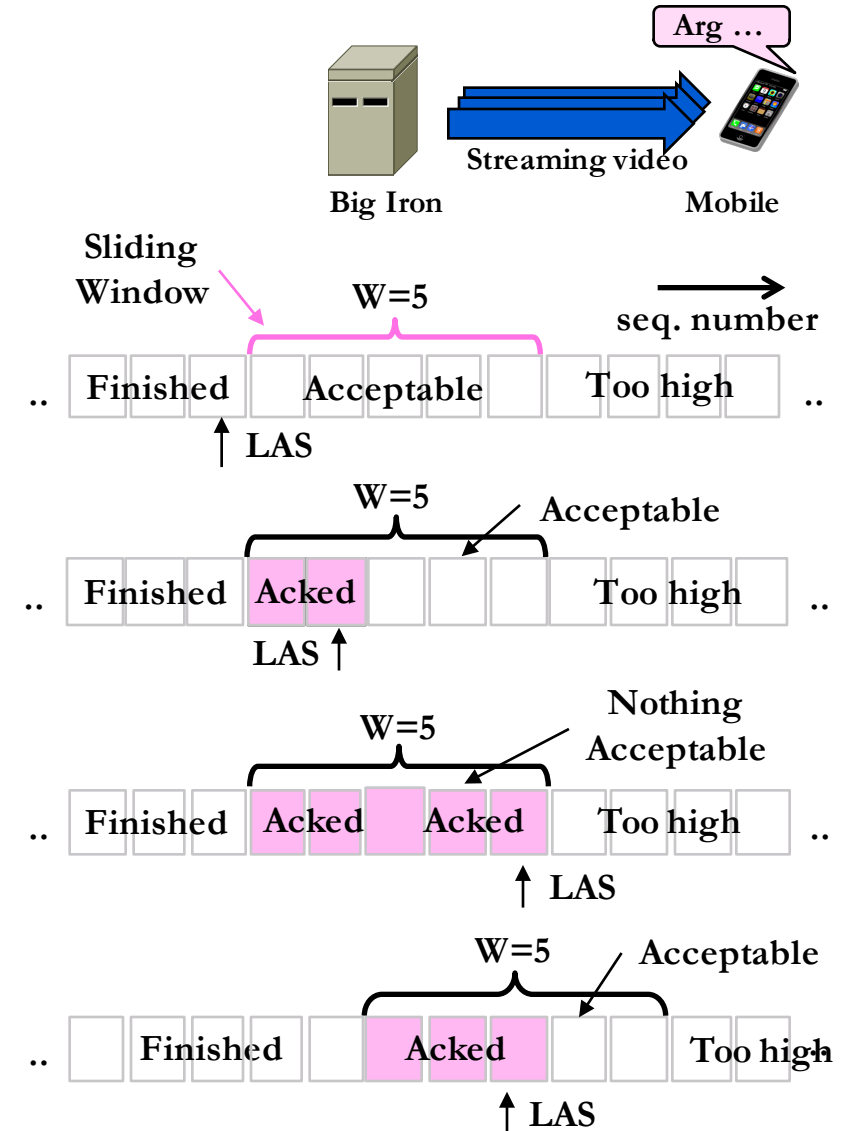 Arg …
Streaming video
Big Iron
Mobile
Sliding
Window
W=5
seq. number
.. Finished Acceptable Too high ..
LAS
W=5
Acceptable
.. Finished Acked Too high ..
LAS
Nothing
Acceptable
W=5
.. Finished Acked Acked Too high ..
LAS
W=5
Acceptable
.. Finished Acked Too high ..
LAS